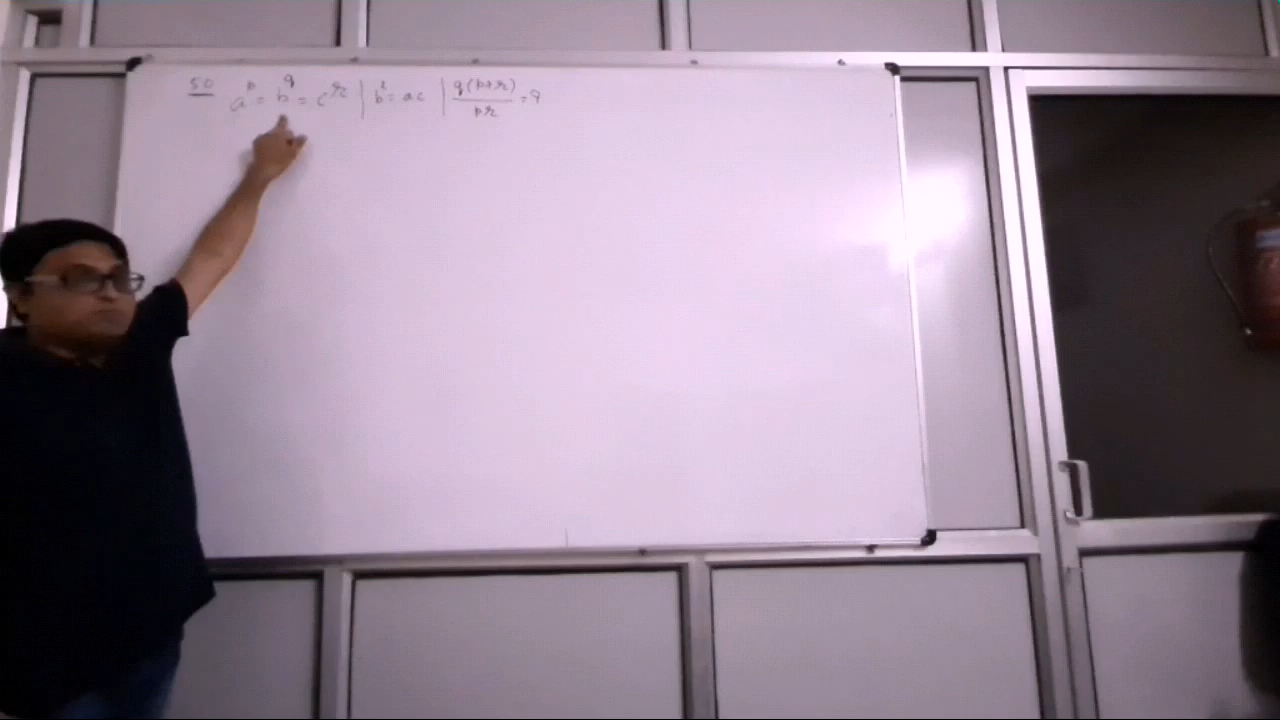 50 a^p = b^q = c^r | b^2 = ac | q(p+r)/pr = ?